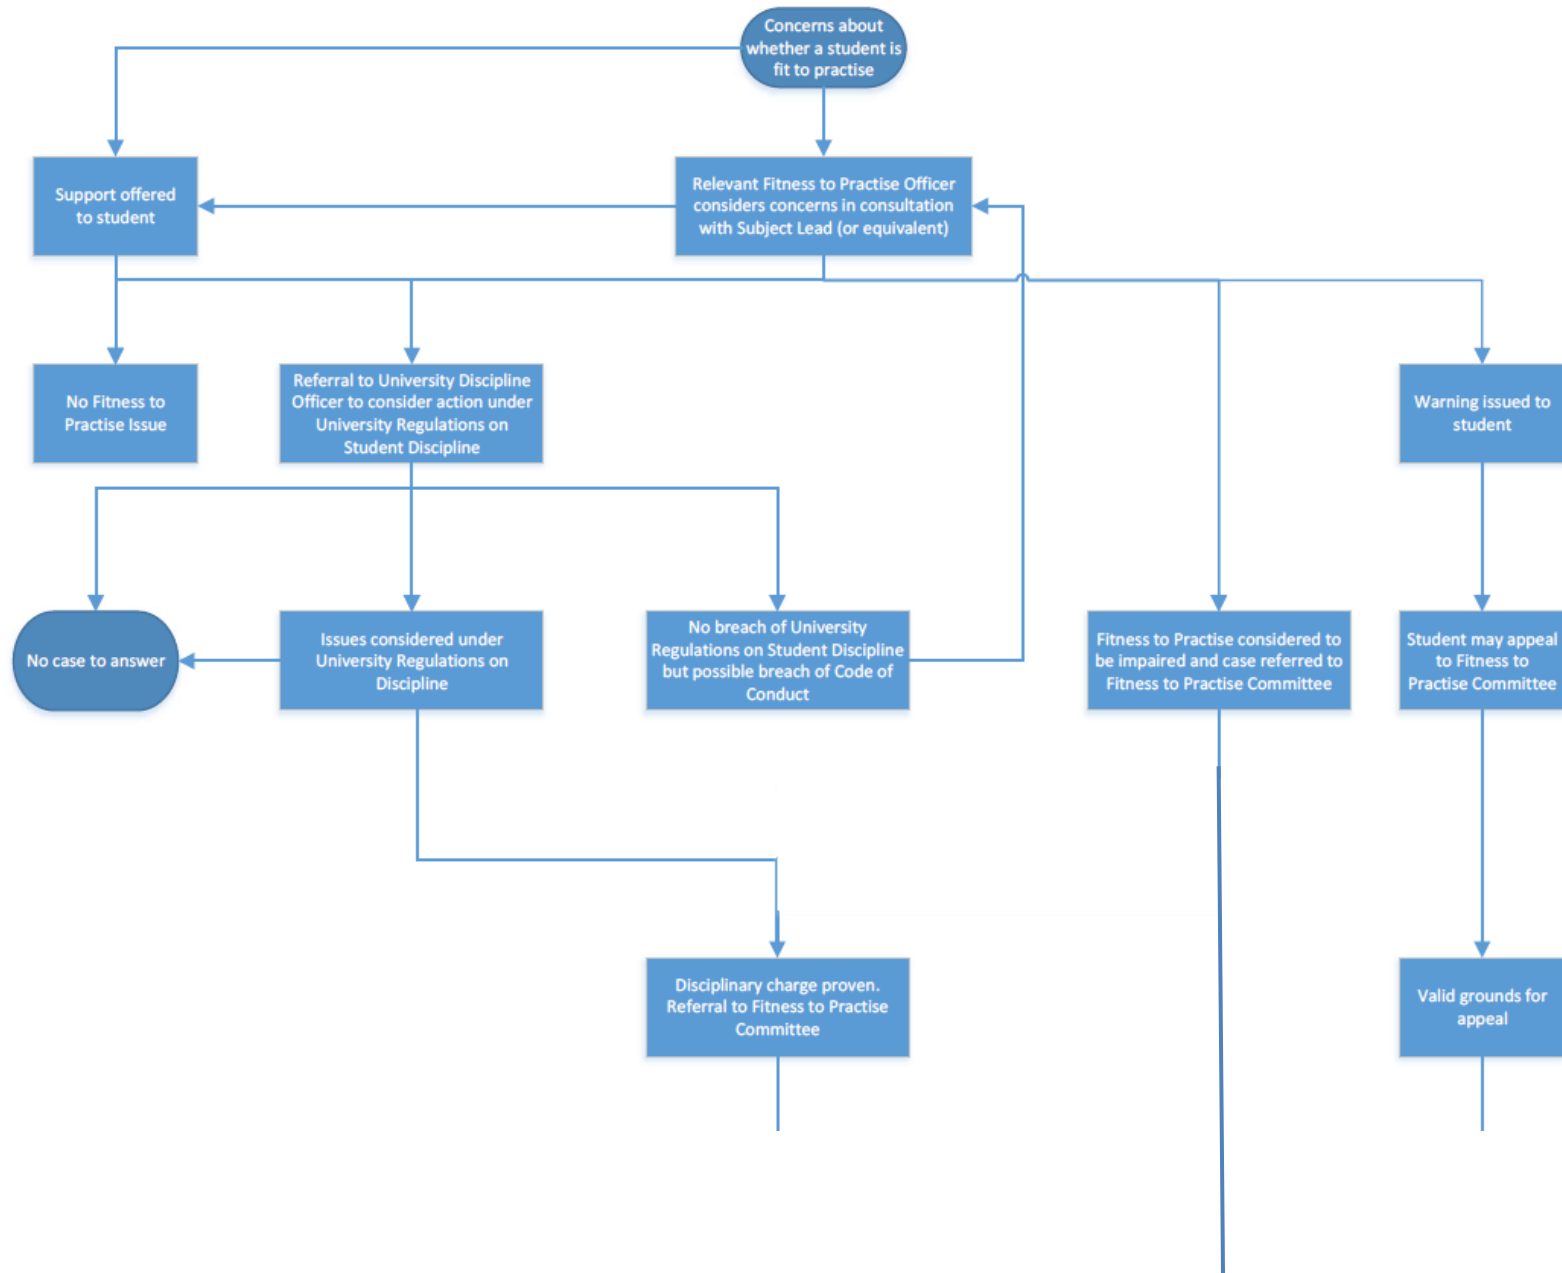 Concerns about
whether a student is
fit to practise
Support offered
to student
Relevant Fitness to Practise Officer
considers concerns in consultation
with Subject Lead (or equivalent)
No Fitness to
Practise Issue
Referral to University Discipline
Officer to consider action under
University Regulations on
Student Discipline
Warning issued to
student
No case to answer
Issues considered under
University Regulations on
Discipline
No breach of University
Regulations on Student Discipline
but possible breach of Code of
Conduct
Fitness to Practise considered to
be impaired and case referred to
Fitness to Practise Committee
Student may appeal
to Fitness to
Practise Committee
Disciplinary charge proven.
Referral to Fitness to Practise
Committee
Valid grounds for
appeal